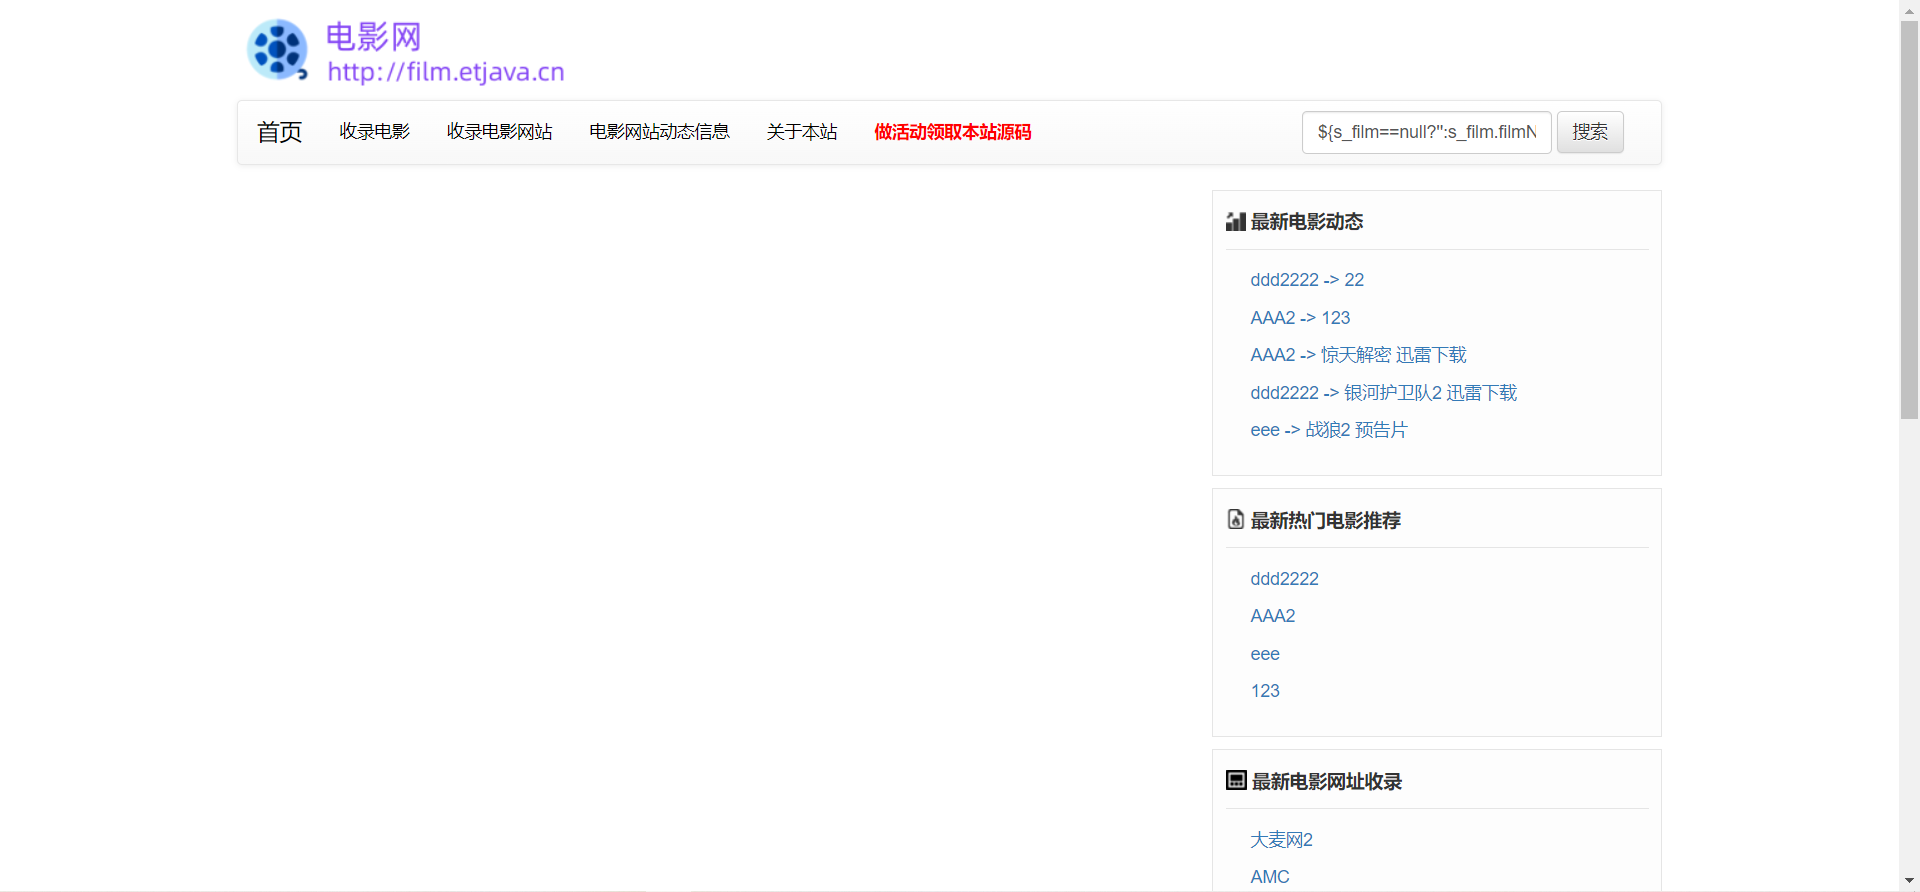 电影网
http://film.etjava.cn
首页 收录电影 收录电影网站 电影网站动态信息 关于本站 做活动领取本站源码 ${s_film==null?'':s_film.filmN 搜索
最新电影动态
ddd2222 -> 22
AAA2 -> 123
AAA2 -> 惊天解密 迅雷下载
ddd2222 -> 银河护卫队2 迅雷下载
eee -> 战狼2 预告片
最新热门电影推荐
ddd2222
AAA2
eee
123
最新电影网址收录
大麦网2
AMC